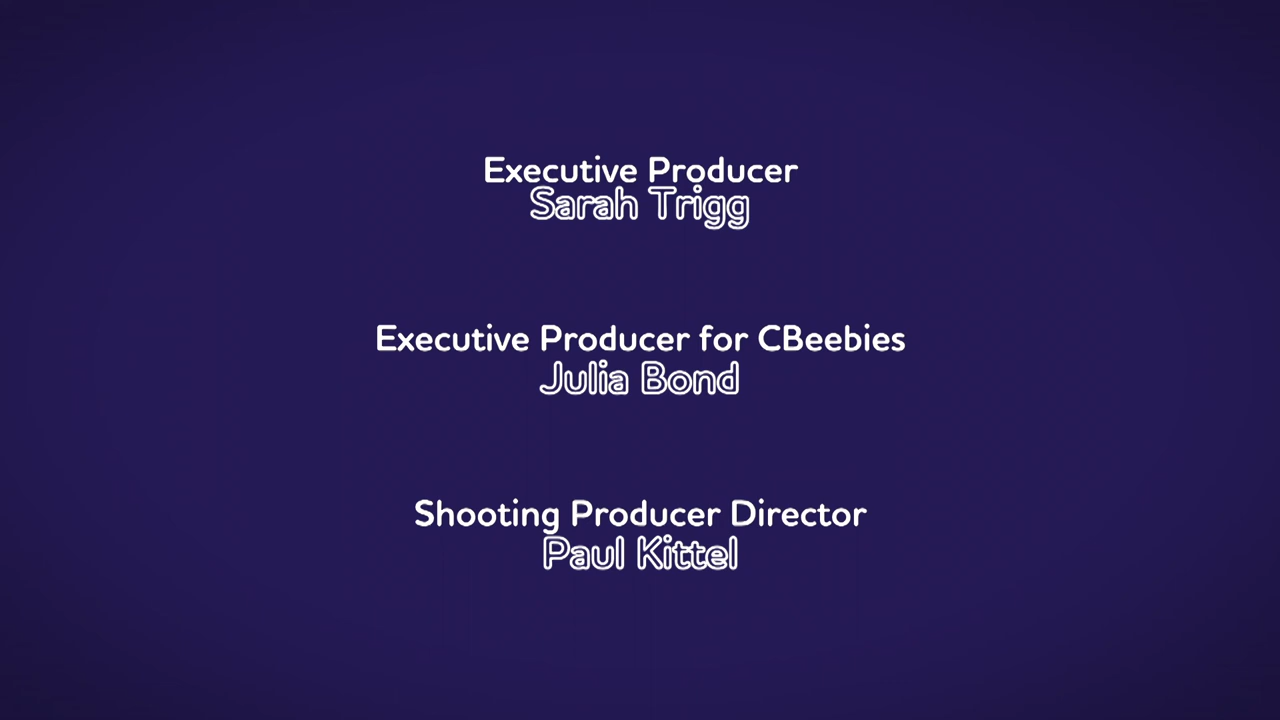 Executive Producer
Sarah Trigg
Executive Producer for CBeebies
Julia Bond
Shooting Producer Director
Paul Kittel